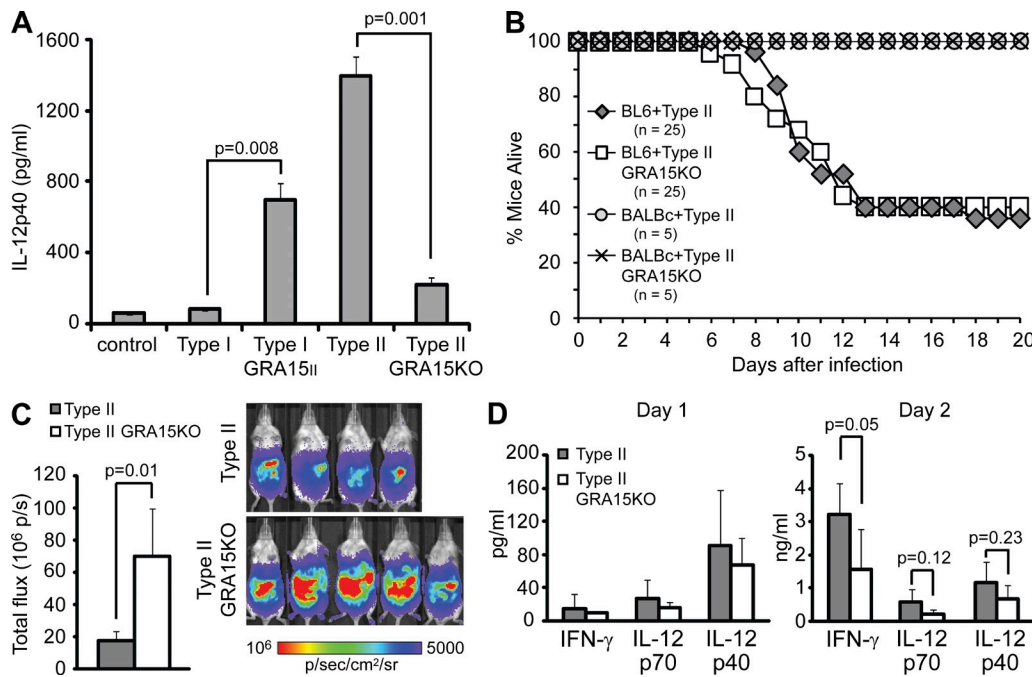 A
p=0.001
1600
1200
800
400
0
IL-12p40 (pg/ml)
p=0.008
control
Type I
Type I
GRA15II
Type II
Type II
GRA15KO
B
100
80
60
40
20
0
% Mice Alive
BL6+Type II
(n = 25)
BL6+Type II
GRA15KO
(n = 25)
BALBc+Type II
(n = 5)
BALBc+Type II
GRA15KO
(n = 5)
0 2 4 6 8 10 12 14 16 18 20
Days after infection
C
Type II
Type II GRA15KO
120
100
80
60
40
20
0
Total flux (10⁶ p/s)
p=0.01
Type II
Type II
GRA15KO
10⁶
5000
p/sec/cm²/sr
D
Day 1
Type II
Type II
GRA15KO
200
160
120
80
40
0
pg/ml
IFN-γ
IL-12
p70
IL-12
p40
Day 2
p=0.05
p=0.12
p=0.23
5
4
3
2
1
0
ng/ml
IFN-γ
IL-12
p70
IL-12
p40